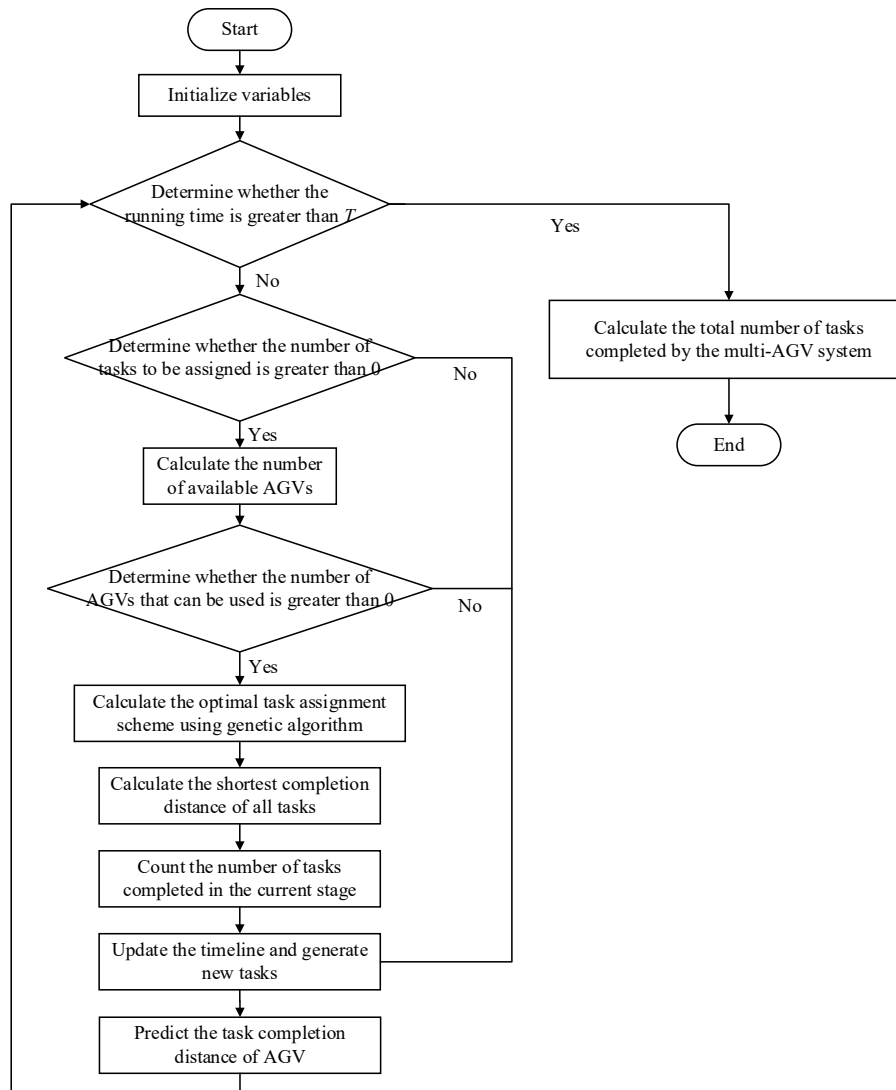 Start
Initialize variables
Determine whether the
running time is greater than T
Yes
No
Calculate the total number of tasks
completed by the multi-AGV system
Determine whether the number of
tasks to be assigned is greater than 0
No
Yes
End
Calculate the number
of available AGVs
Determine whether the number of
AGVs that can be used is greater than 0
No
Yes
Calculate the optimal task assignment
scheme using genetic algorithm
Calculate the shortest completion
distance of all tasks
Count the number of tasks
completed in the current stage
Update the timeline and generate
new tasks
Predict the task completion
distance of AGV